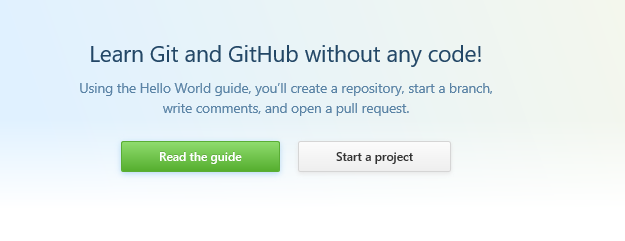 Learn Git and GitHub without any code!
Using the Hello World guide, you’ll create a repository, start a branch,
write comments, and open a pull request.
Read the guide
Start a project